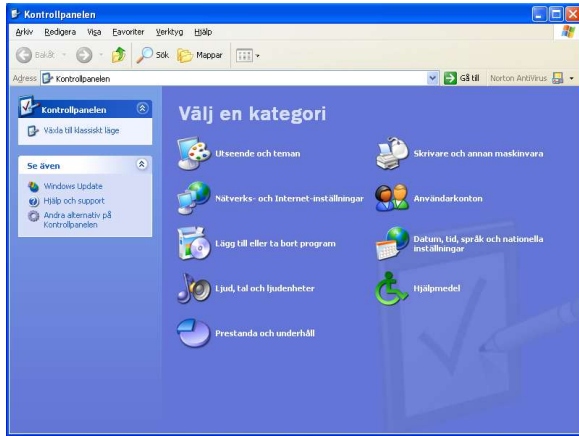 Kontrollpanelen
Arkiv Redigera Visa Favoriter Verktyg Hjälp
Bakåt Sök Mappar
Adress Kontrollpanelen Gå till Norton AntiVirus
Kontrollpanelen
Växla till klassiskt läge
Se även
Windows Update
Hjälp och support
Andra alternativ på
Kontrollpanelen
Välj en kategori
Utseende och teman
Skrivare och annan maskinvara
Nätverks- och Internet-inställningar
Användarkonton
Lägg till eller ta bort program
Datum, tid, språk och nationella
inställningar
Ljud, tal och ljudenheter
Hjälpmedel
Prestanda och underhåll